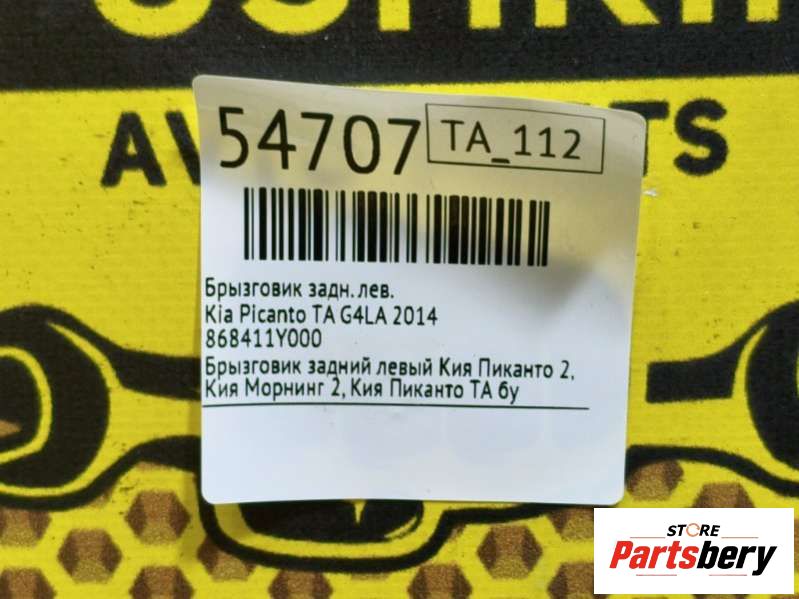 54707
TA_112
Брызговик задн. лев.
Kia Picanto TA G4LA 2014
868411Y000
Брызговик задний левый Кия Пиканто 2,
Кия Морнинг 2, Кия Пиканто ТА бу
STORE
Partsbery